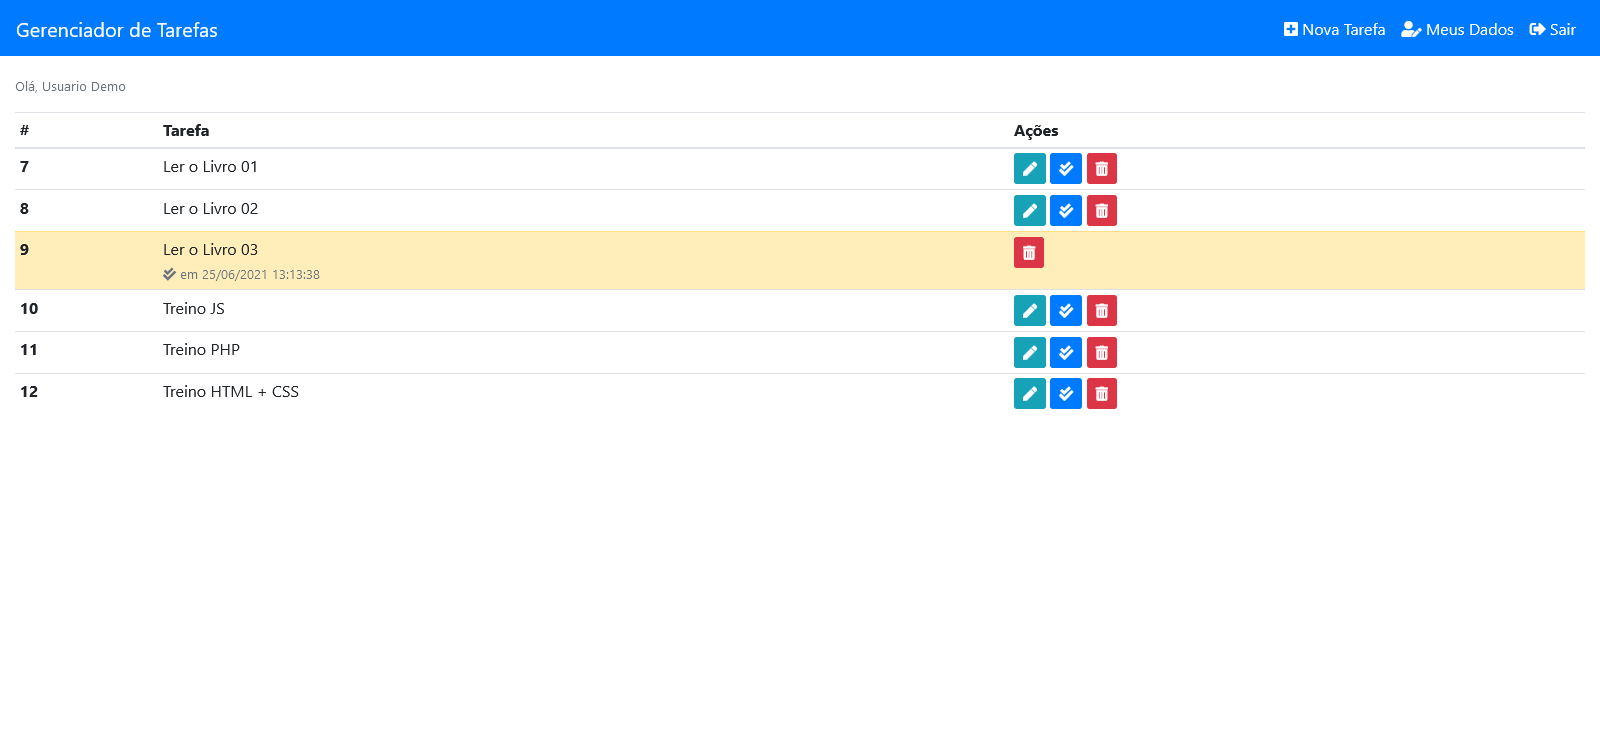 Gerenciador de Tarefas
Nova Tarefa Meus Dados Sair
Olá, Usuario Demo
# Tarefa Ações
7 Ler o Livro 01
8 Ler o Livro 02
9 Ler o Livro 03
em 25/06/2021 13:13:38
10 Treino JS
11 Treino PHP
12 Treino HTML + CSS